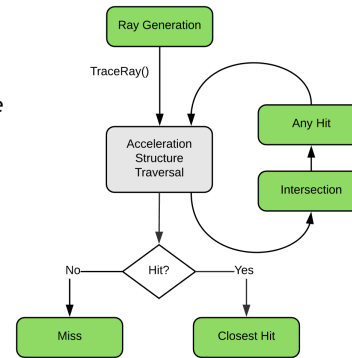 Ray Generation
TraceRay()
e
Acceleration
Structure
Traversal
Any Hit
Intersection
Hit?
No
Yes
Miss
Closest Hit